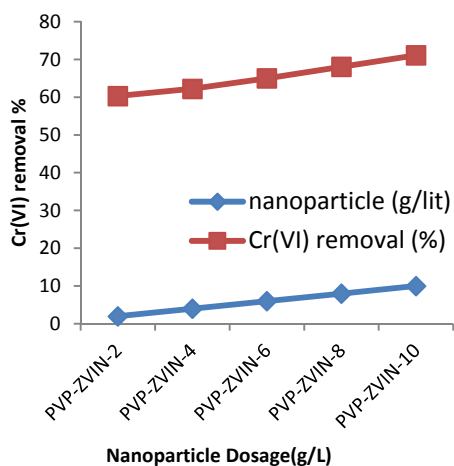 Cr(VI) removal %
80
70
60
50
40
30
20
10
0
nanoparticle (g/lit)
Cr(VI) removal (%)
PVP-ZVIN-2
PVP-ZVIN-4
PVP-ZVIN-6
PVP-ZVIN-8
PVP-ZVIN-10
Nanoparticle Dosage(g/L)